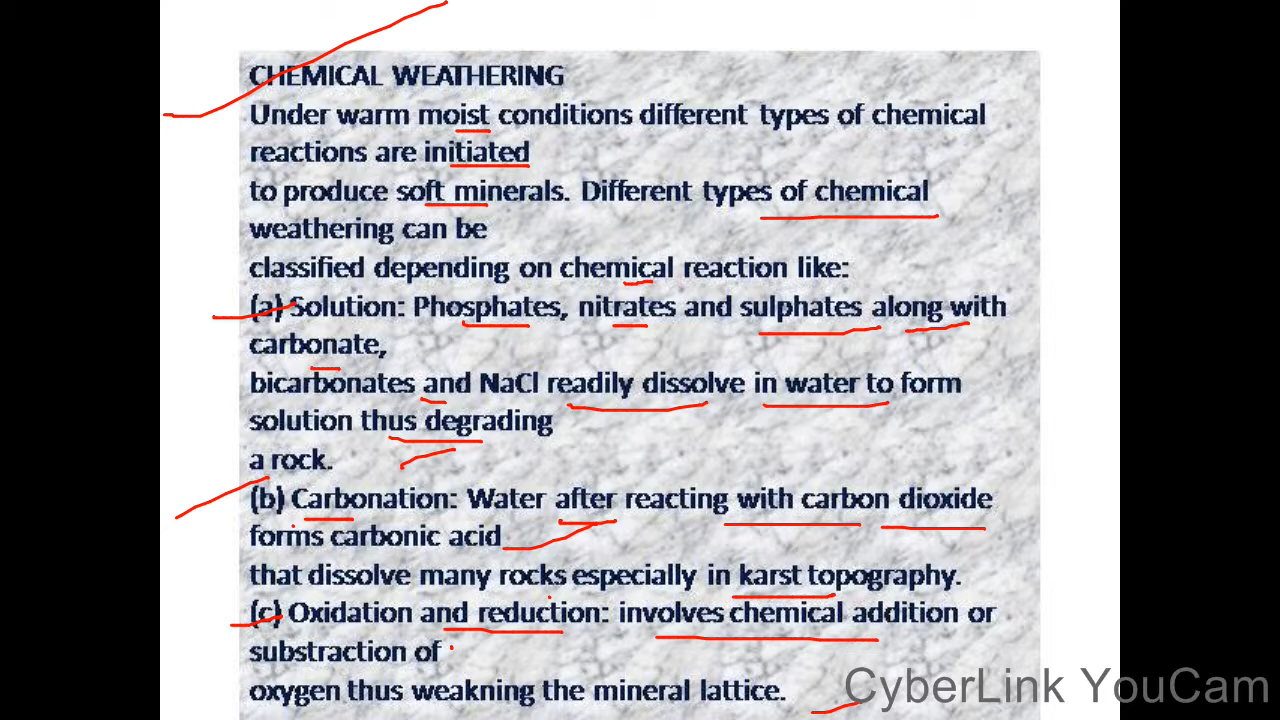 CHEMICAL WEATHERING
Under warm moist conditions different types of chemical
reactions are initiated
to produce soft minerals. Different types of chemical
weathering can be
classified depending on chemical reaction like:
(a) Solution: Phosphates, nitrates and sulphates along with
carbonate,
bicarbonates and NaCl readily dissolve in water to form
solution thus degrading
a rock.
(b) Carbonation: Water after reacting with carbon dioxide
forms carbonic acid
that dissolve many rocks especially in karst topography.
(c) Oxidation and reduction: involves chemical addition or
substraction of
oxygen thus weakning the mineral lattice.
CyberLink YouCam